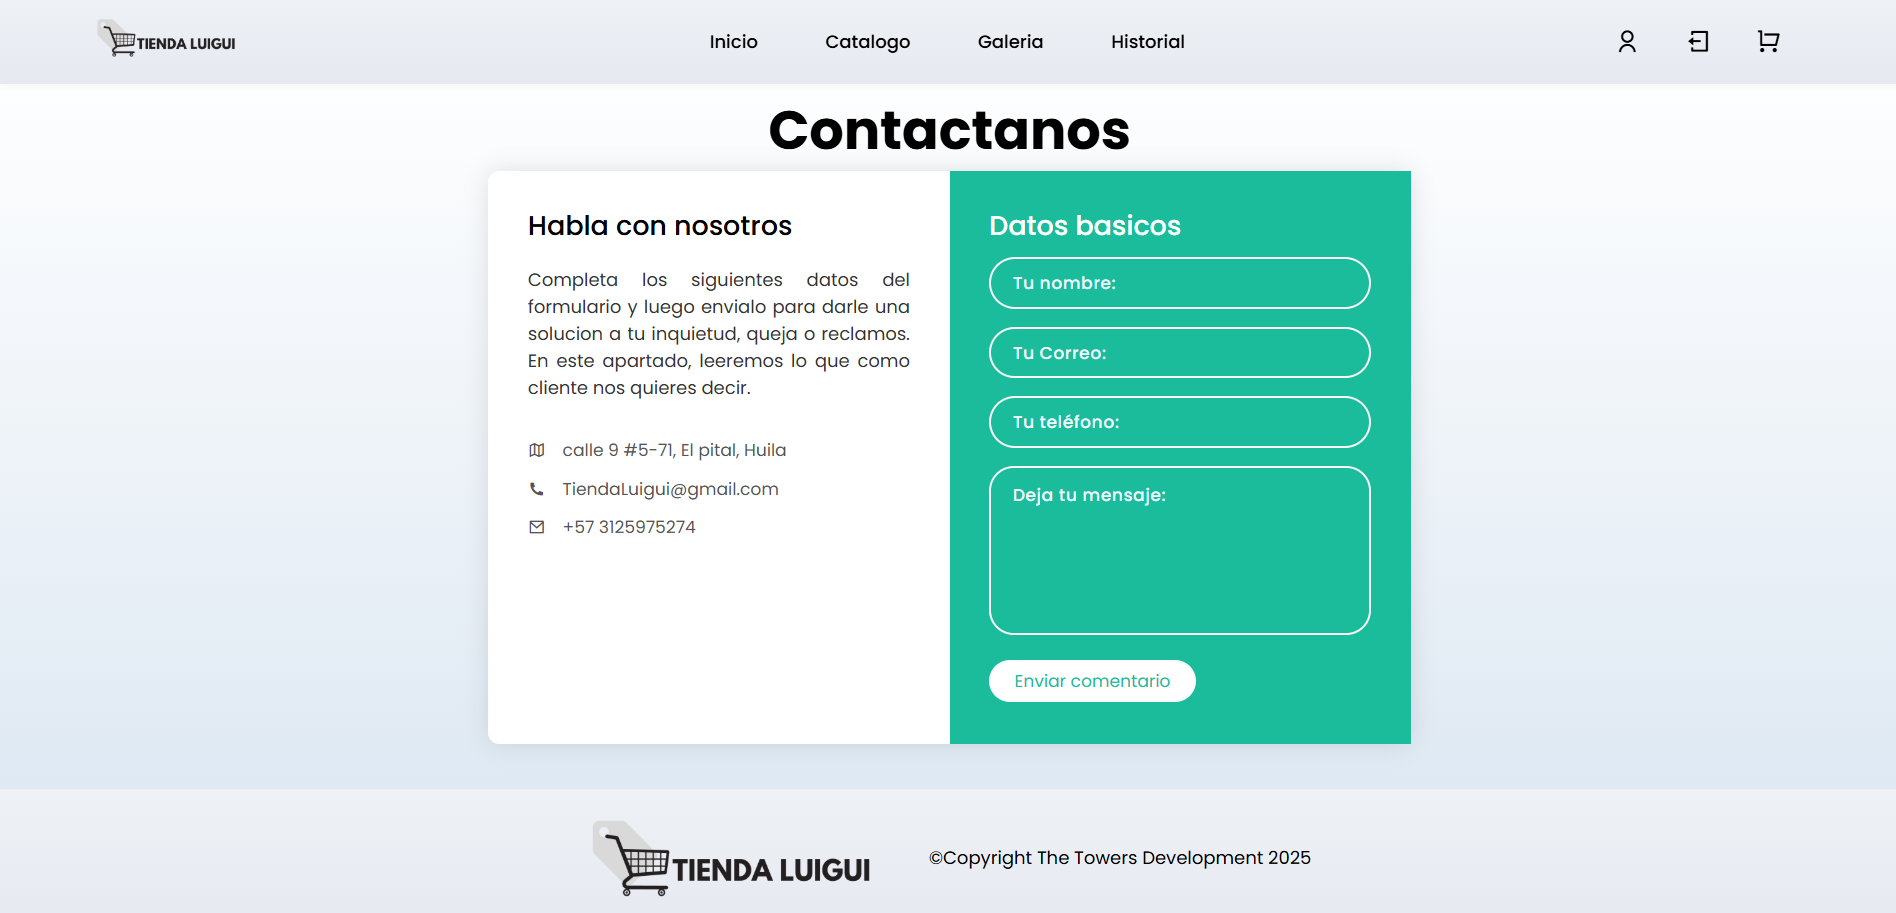 TIENDA LUIGUI
Inicio
Catalogo
Galeria
Historial
Contactanos
Habla con nosotros
Completa los siguientes datos del
formulario y luego envialo para darle una
solucion a tu inquietud, queja o reclamos.
En este apartado, leeremos lo que como
cliente nos quieres decir.
calle 9 #5-71, El pital, Huila
TiendaLuigui@gmail.com
+57 3125975274
Datos basicos
Tu nombre:
Tu Correo:
Tu teléfono:
Deja tu mensaje:
Enviar comentario
TIENDA LUIGUI
©Copyright The Towers Development 2025